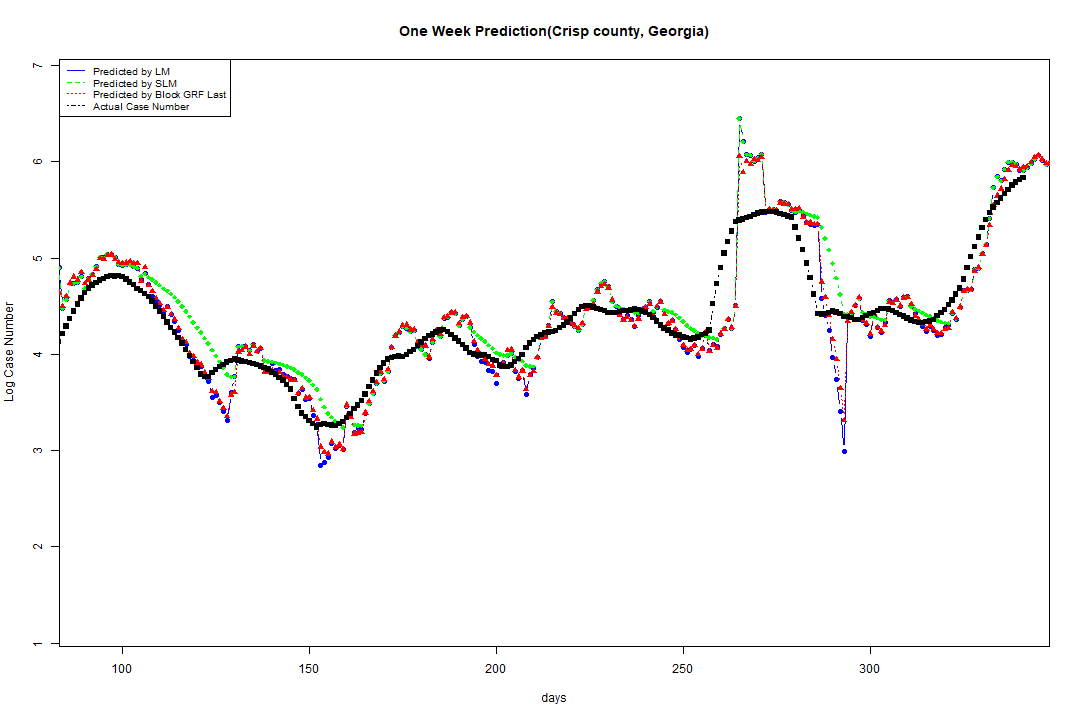 One Week Prediction(Crisp county, Georgia)
Predicted by LM
Predicted by SLM
Predicted by Block GRF Last
Actual Case Number
Log Case Number
7
6
5
4
3
2
1
100 150 200 250 300
days